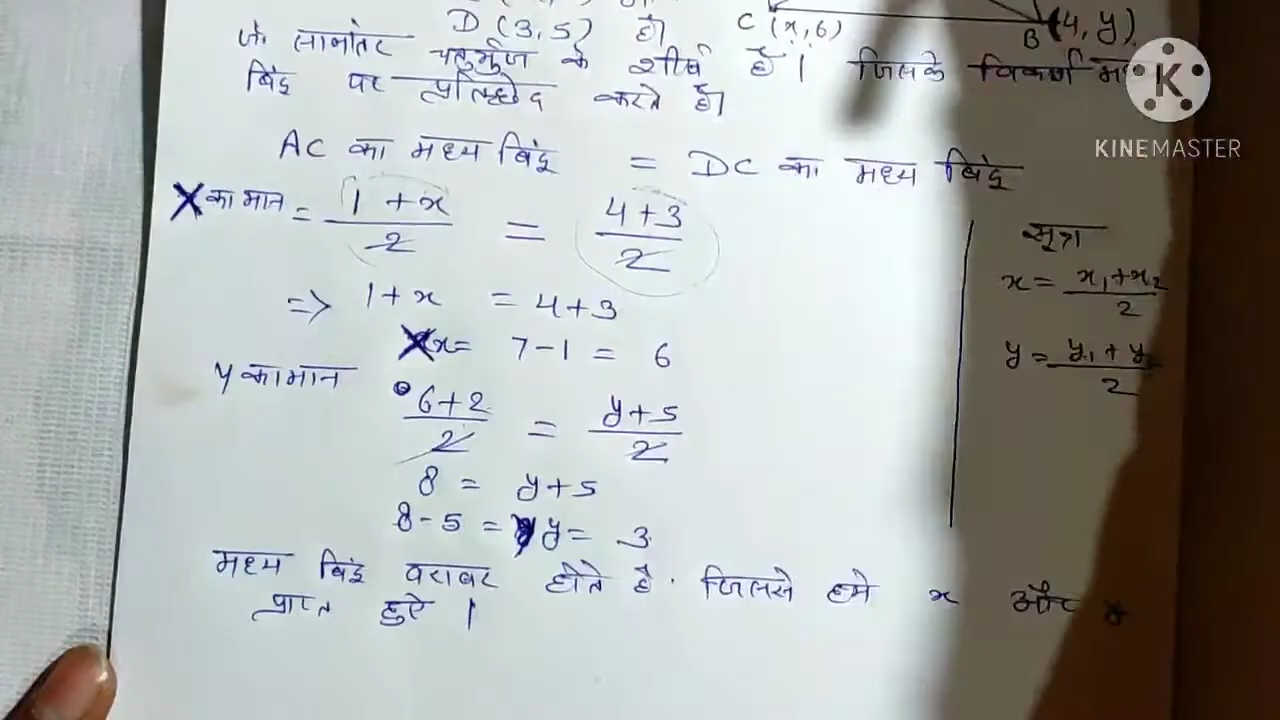 D (3,5) है। C (x,6)
B (4, y)
के चतुर्भुज के शीर्ष हैं। जिसके विकर्ण
बिंदु पर प्रतिच्छेद करते है।
AC का मध्य बिंदु = DC का मध्य बिंदु
X का मान = 1+x/2 = 4+3/2
=> 1+x = 4+3
x = 7-1 = 6
y का मान 6+2/2 = y+5/2
8 = y+5
8-5 = y = 3
मध्य बिंदु बराबर होते है. जिससे हमे x और
प्राप्त हुए।
सूत्र
x = x₁+x₂/2
y = y₁+y₂/2
K
KINEMASTER